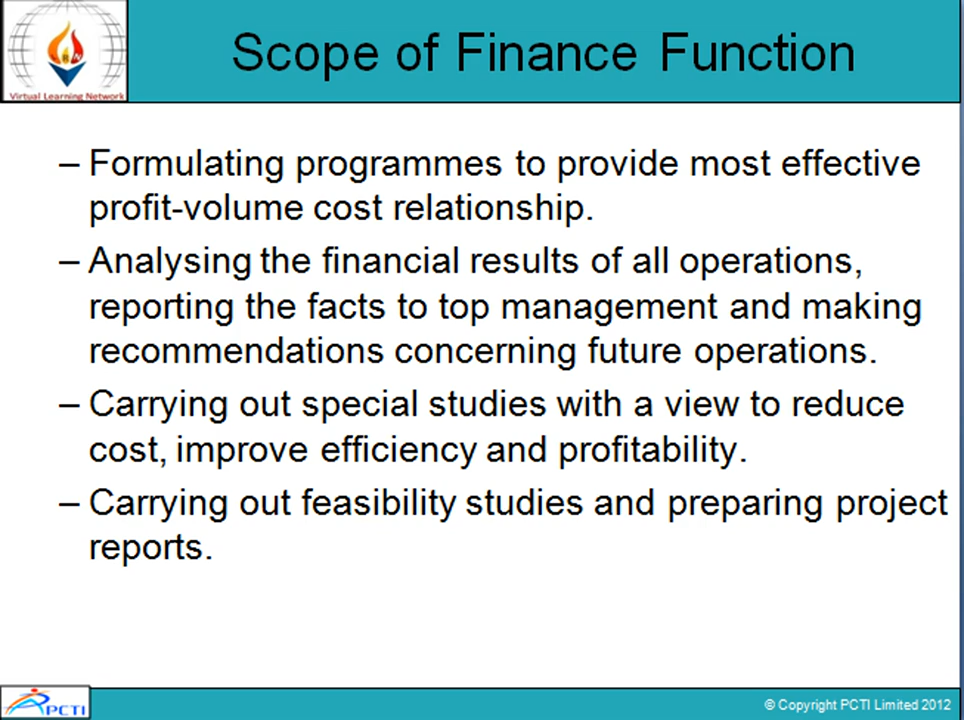 Scope of Finance Function
Virtual Learning Network
– Formulating programmes to provide most effective
profit-volume cost relationship.
– Analysing the financial results of all operations,
reporting the facts to top management and making
recommendations concerning future operations.
– Carrying out special studies with a view to reduce
cost, improve efficiency and profitability.
– Carrying out feasibility studies and preparing project
reports.
PCTI
© Copyright PCTI Limited 2012